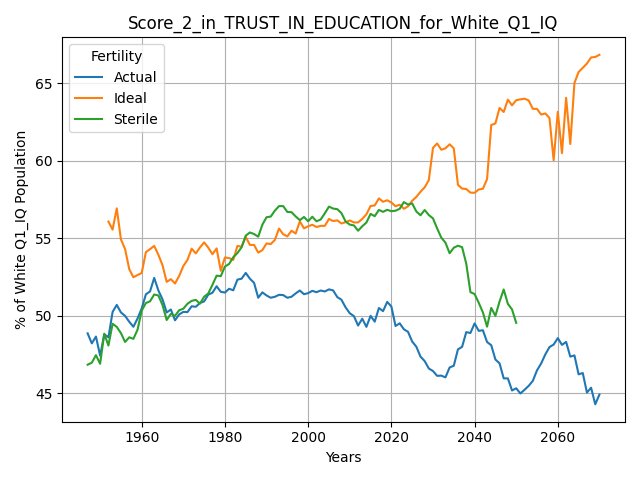 Score_2_in_TRUST_IN_EDUCATION_for_White_Q1_IQ
Fertility
Actual
Ideal
Sterile
% of White Q1_IQ Population
65
60
55
50
45
1960
1980
2000
2020
2040
2060
Years